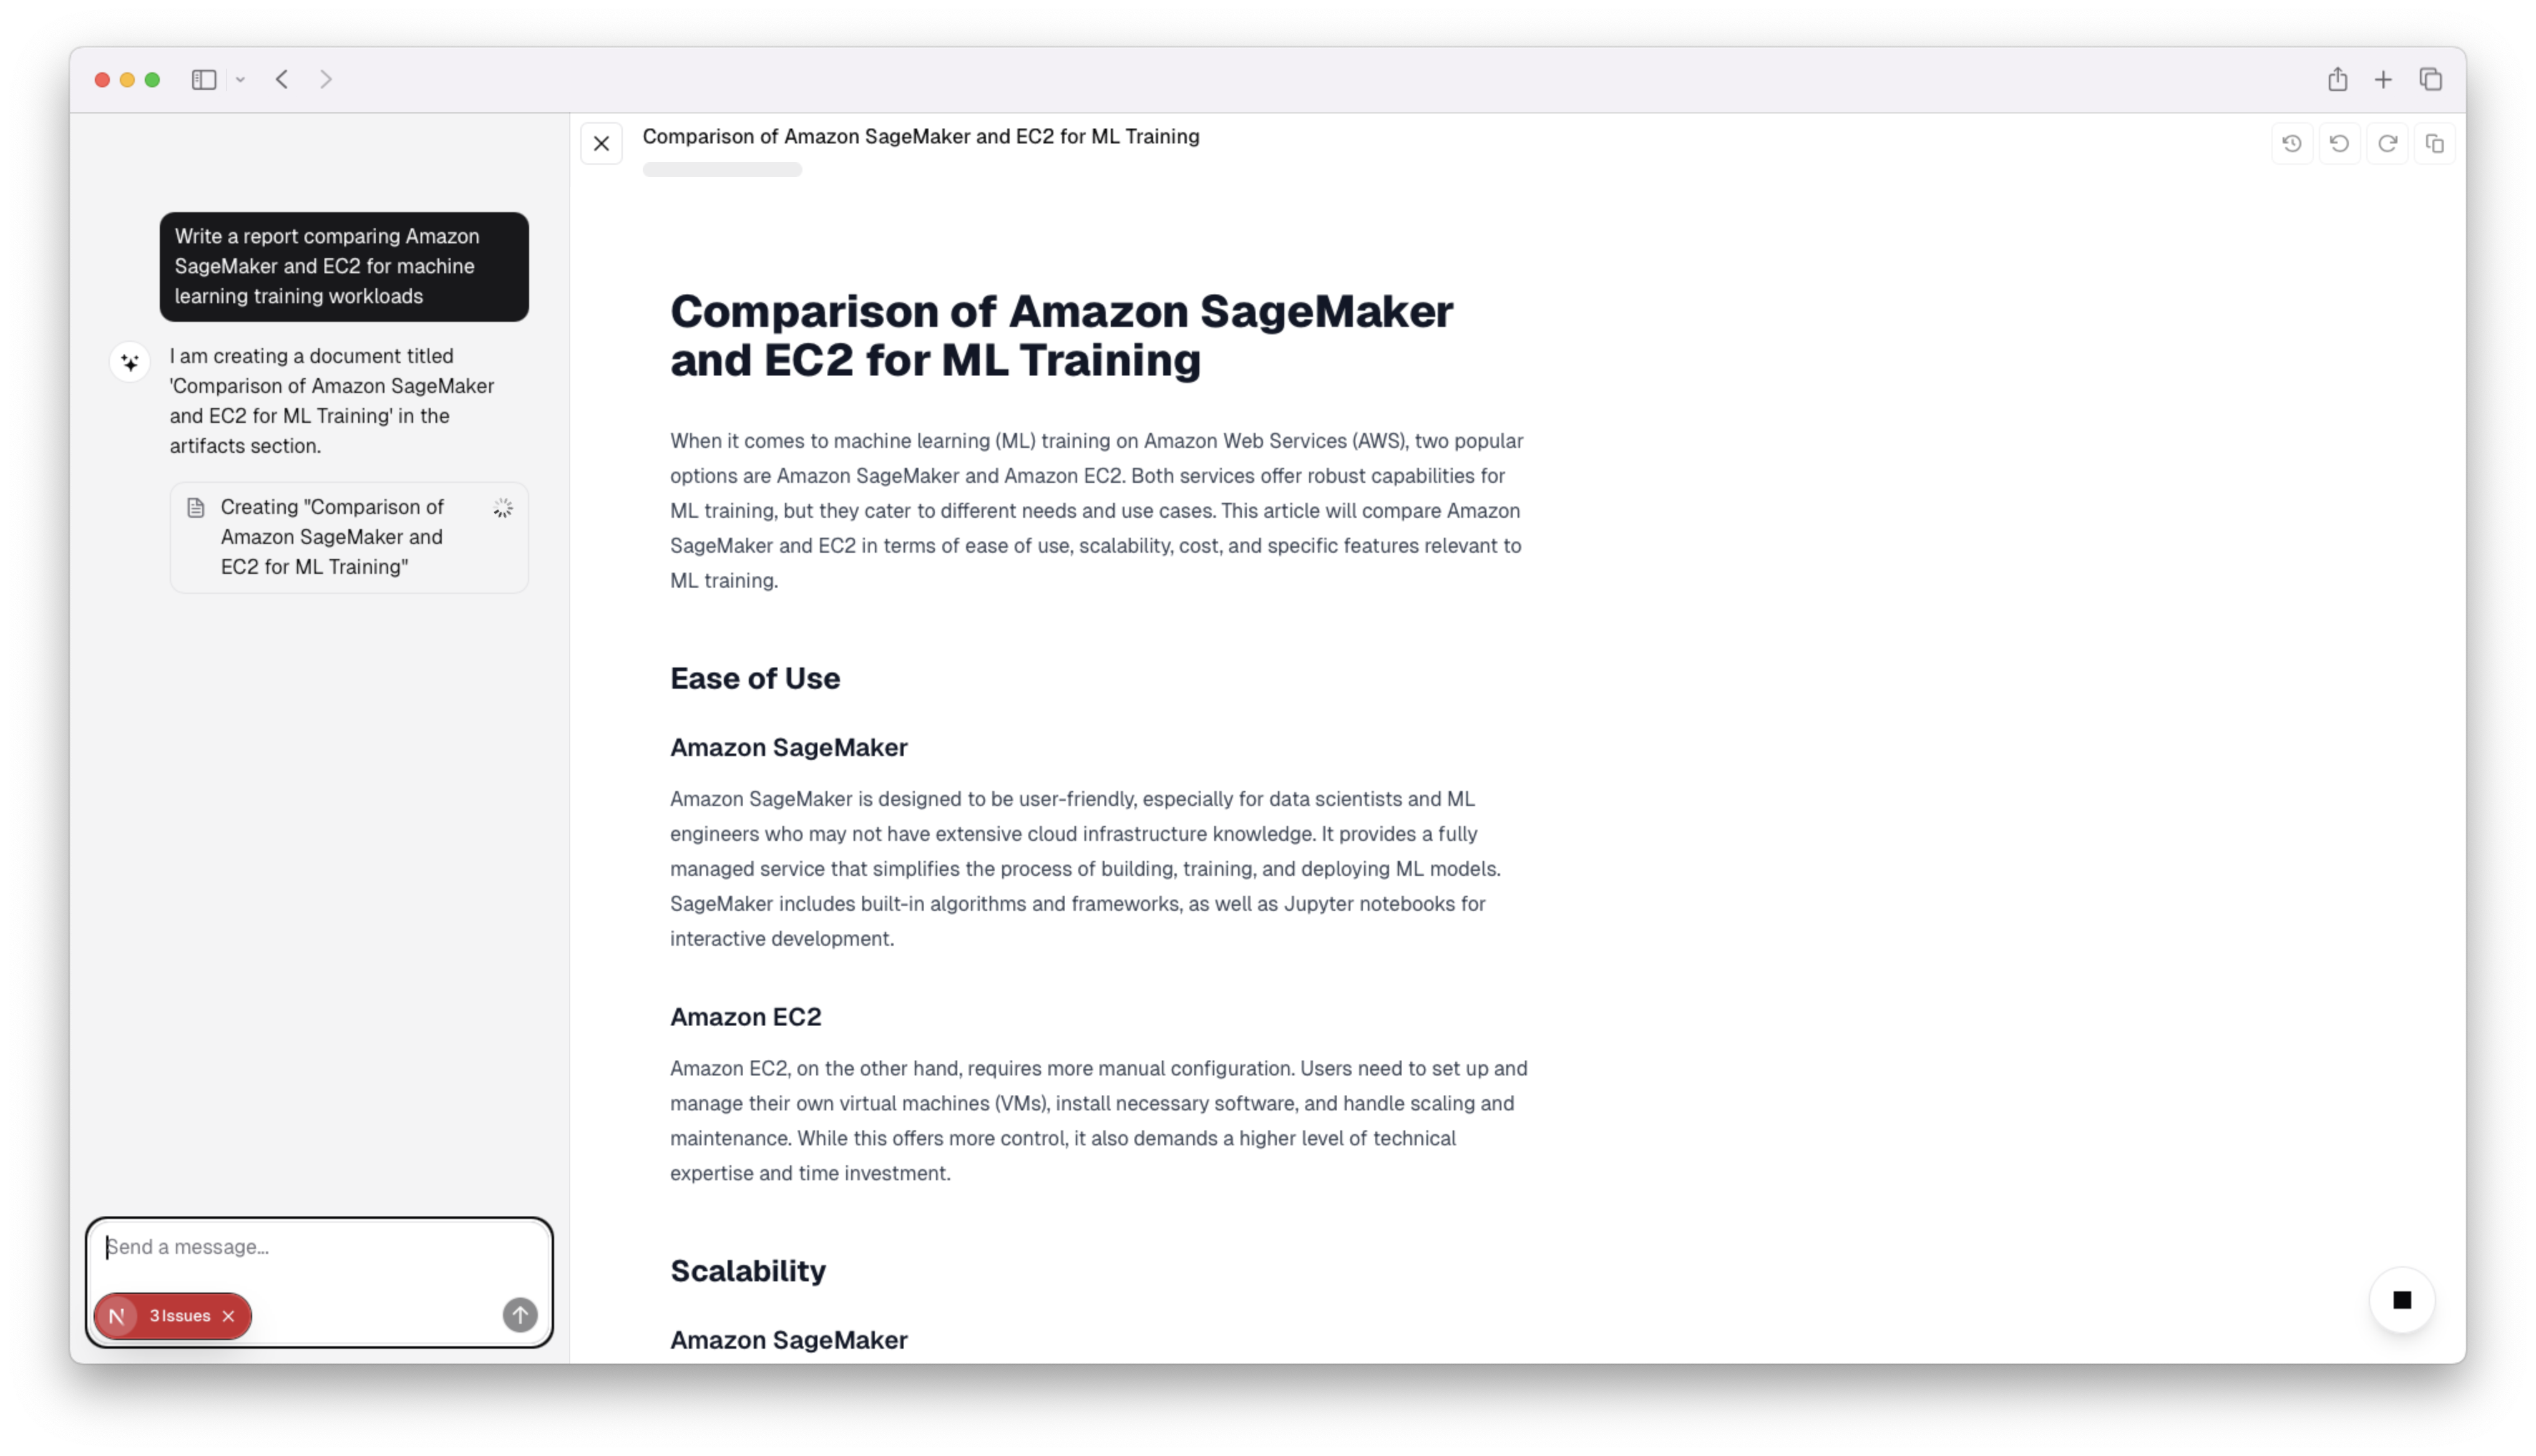 Write a report comparing Amazon
SageMaker and EC2 for machine
learning training workloads
I am creating a document titled
'Comparison of Amazon SageMaker
and EC2 for ML Training' in the
artifacts section.
Creating "Comparison of
Amazon SageMaker and
EC2 for ML Training"
Send a message...
N 3 Issues
Comparison of Amazon SageMaker and EC2 for ML Training
Comparison of Amazon SageMaker
and EC2 for ML Training
When it comes to machine learning (ML) training on Amazon Web Services (AWS), two popular
options are Amazon SageMaker and Amazon EC2. Both services offer robust capabilities for
ML training, but they cater to different needs and use cases. This article will compare Amazon
SageMaker and EC2 in terms of ease of use, scalability, cost, and specific features relevant to
ML training.
Ease of Use
Amazon SageMaker
Amazon SageMaker is designed to be user-friendly, especially for data scientists and ML
engineers who may not have extensive cloud infrastructure knowledge. It provides a fully
managed service that simplifies the process of building, training, and deploying ML models.
SageMaker includes built-in algorithms and frameworks, as well as Jupyter notebooks for
interactive development.
Amazon EC2
Amazon EC2, on the other hand, requires more manual configuration. Users need to set up and
manage their own virtual machines (VMs), install necessary software, and handle scaling and
maintenance. While this offers more control, it also demands a higher level of technical
expertise and time investment.
Scalability
Amazon SageMaker